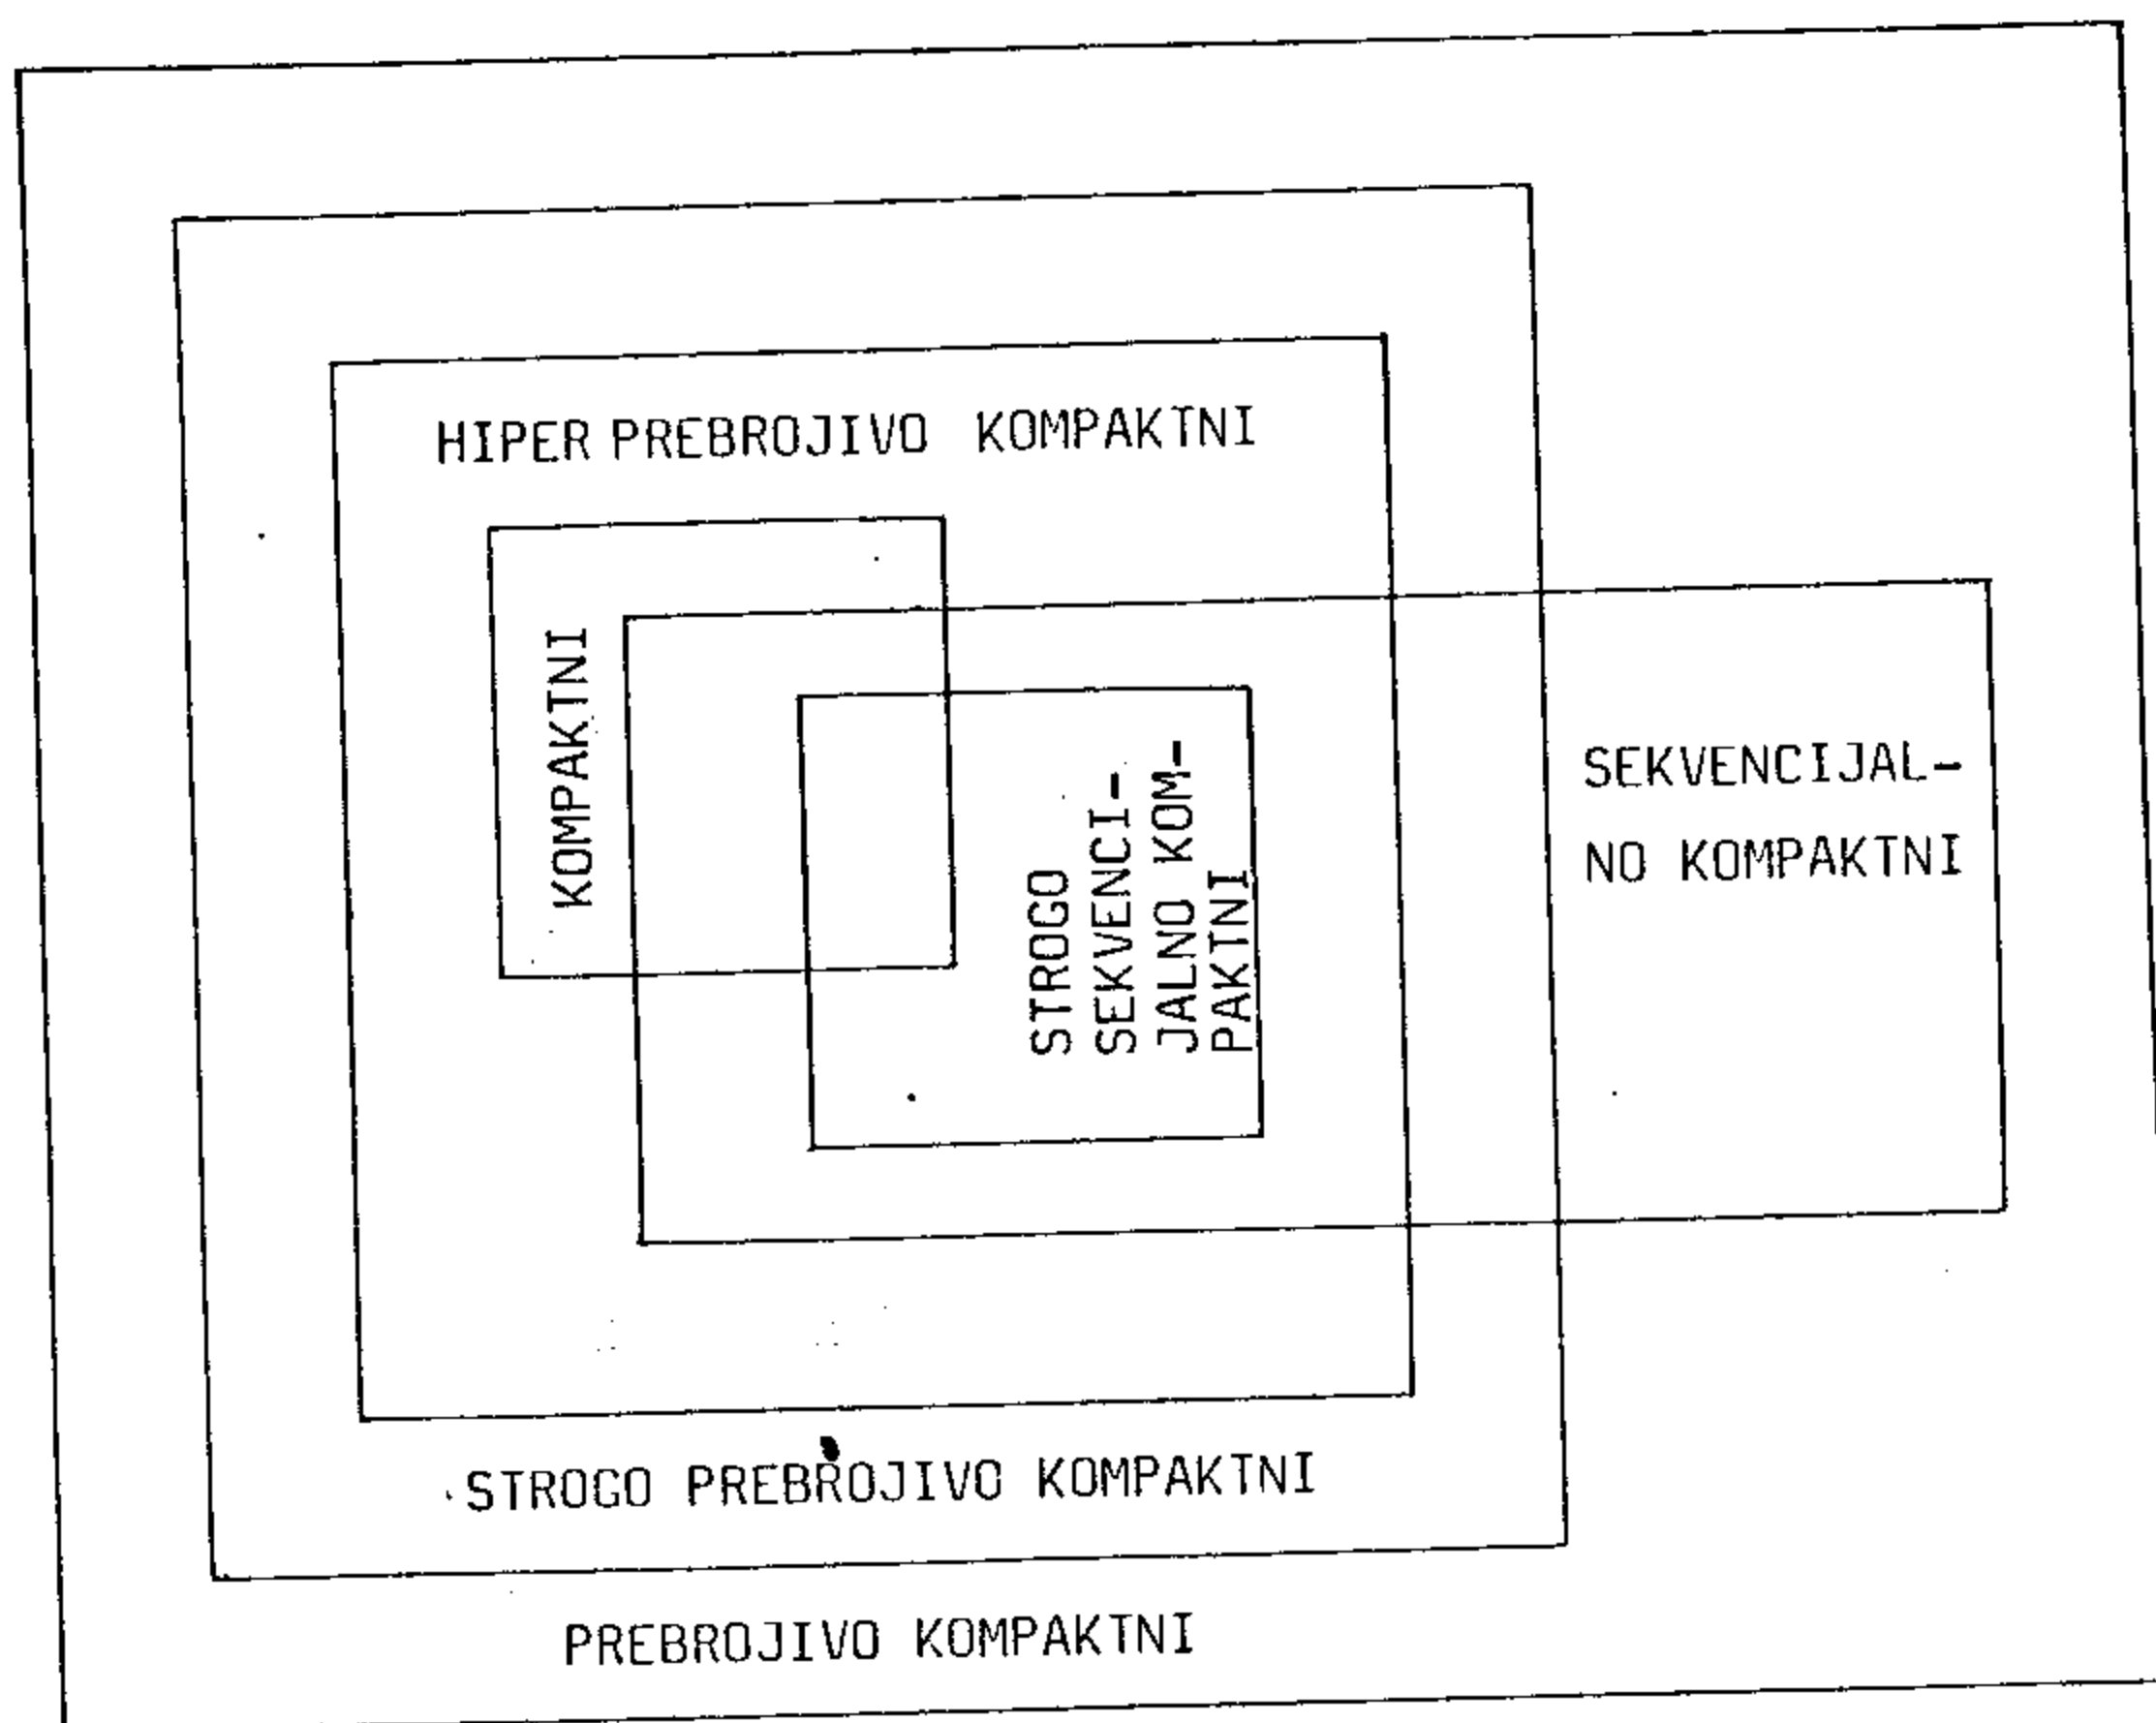 HIPER PREBROJIVO KOMPAKTNI
KOMPAKTNI
STROGO
SEKVENCI-
JALNO KOM-
PAKTNI
SEKVENCIJAL-
NO KOMPAKTNI
STROGO PREBROJIVO KOMPAKTNI
PREBROJIVO KOMPAKTNI